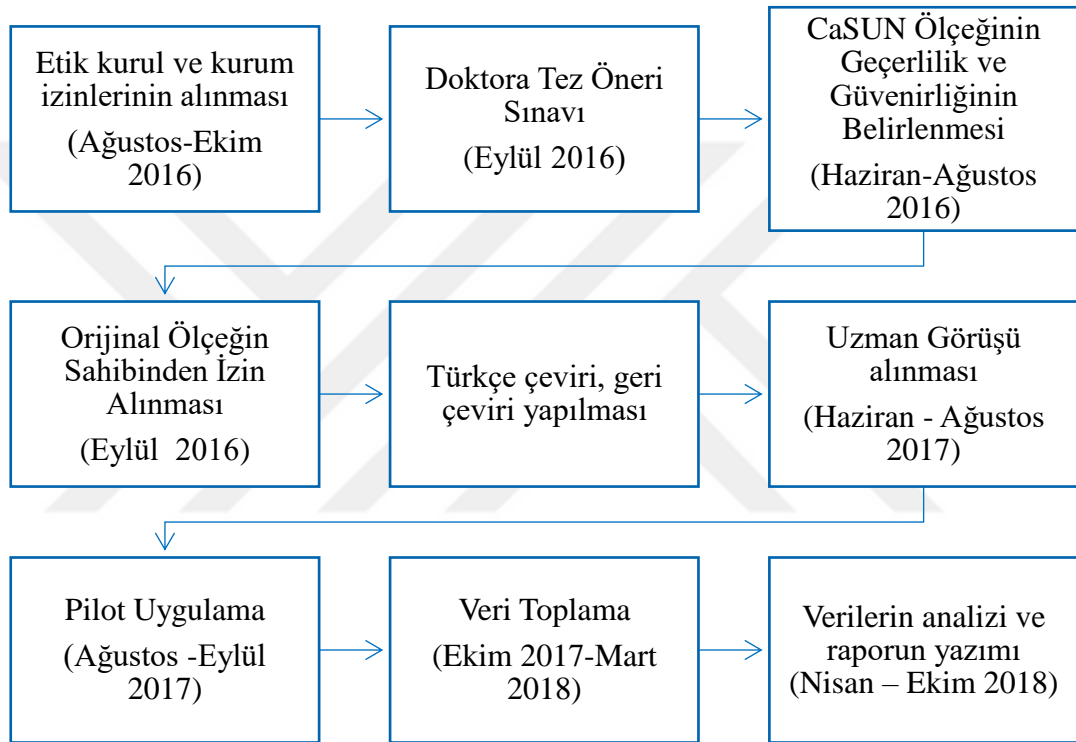 Etik kurul ve kurum
izinlerinin alınması
(Ağustos-Ekim
2016)
Doktora Tez Öneri
Sınavı
(Eylül 2016)
CaSUN Ölçeğinin
Geçerlilik ve
Güvenirliğinin
Belirlenmesi
(Haziran-Ağustos
2016)
Orijinal Ölçeğin
Sahibinden İzin
Alınması
(Eylül  2016)
Türkçe çeviri, geri
çeviri yapılması
Uzman Görüşü
alınması
(Haziran - Ağustos
2017)
Pilot Uygulama
(Ağustos -Eylül
2017)
Veri Toplama
(Ekim 2017-Mart
2018)
Verilerin analizi ve
raporun yazımı
(Nisan – Ekim 2018)